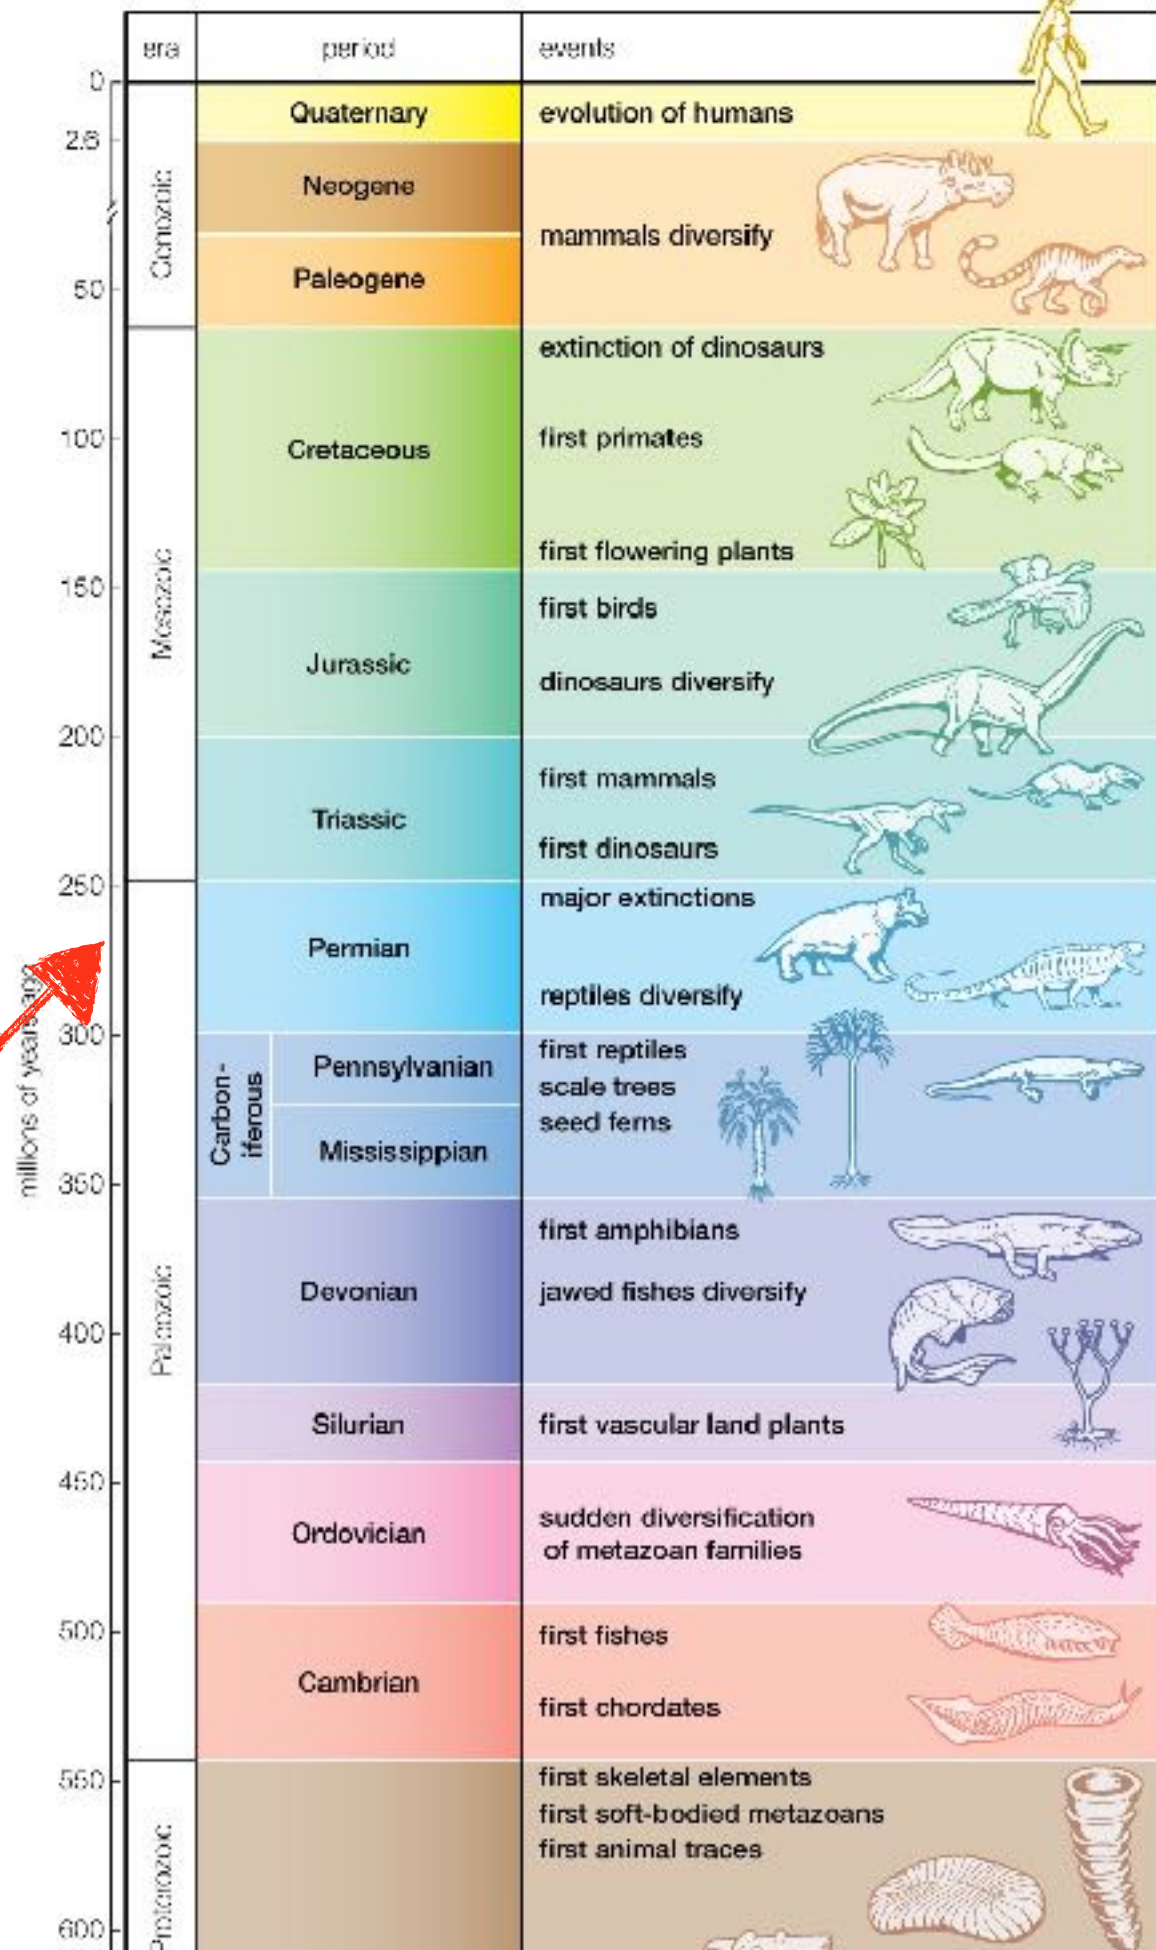 era period events
0
Quaternary evolution of humans
2.6
Cenozoic
Neogene
mammals diversify
Paleogene
50
extinction of dinosaurs
100
Cretaceous
first primates
first flowering plants
Mesozoic
150
first birds
Jurassic
dinosaurs diversify
200
first mammals
Triassic
first dinosaurs
250
major extinctions
Permian
reptiles diversify
millions of years ago
300
Carbon-
iferous
Pennsylvanian
first reptiles
scale trees
seed ferns
Mississippian
350
Paleozoic
first amphibians
Devonian
jawed fishes diversify
400
Silurian
first vascular land plants
450
Ordovician
sudden diversification
of metazoan families
500
first fishes
Cambrian
first chordates
550
Proterozoic
first skeletal elements
first soft-bodied metazoans
first animal traces
600